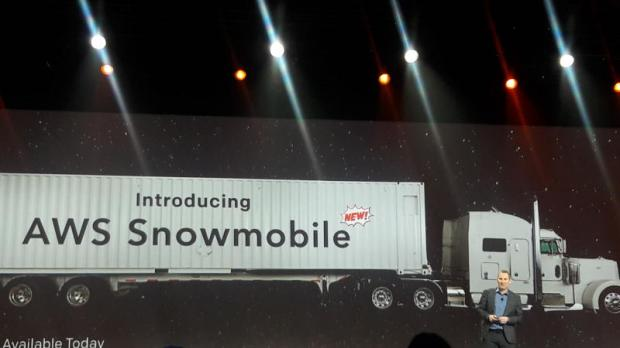 Introducing
AWS Snowmobile
NEW!
Available Today